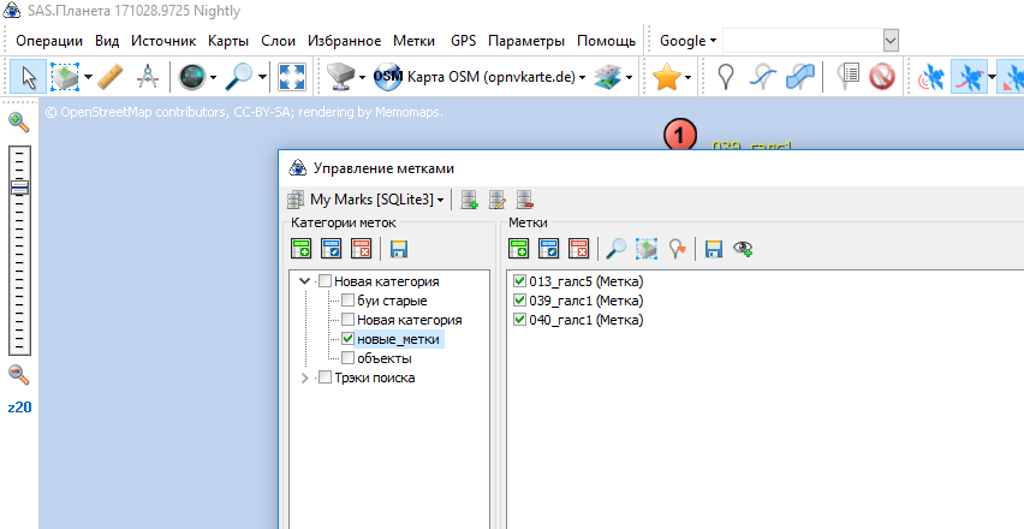 SAS.Планета 171028.9725 Nightly
Операции Вид Источник Карты Слои Избранное Метки GPS Параметры Помощь Google
OSM Карта OSM (opnvkarte.de)
© OpenStreetMap contributors, CC-BY-SA; rendering by Memomaps.
1
039_галс1
Управление метками
My Marks [SQLite3]
Категории меток
Метки
Новая категория
буи старые
Новая категория
новые_метки
объекты
Трэки поиска
013_галс5 (Метка)
039_галс1 (Метка)
040_галс1 (Метка)
z20